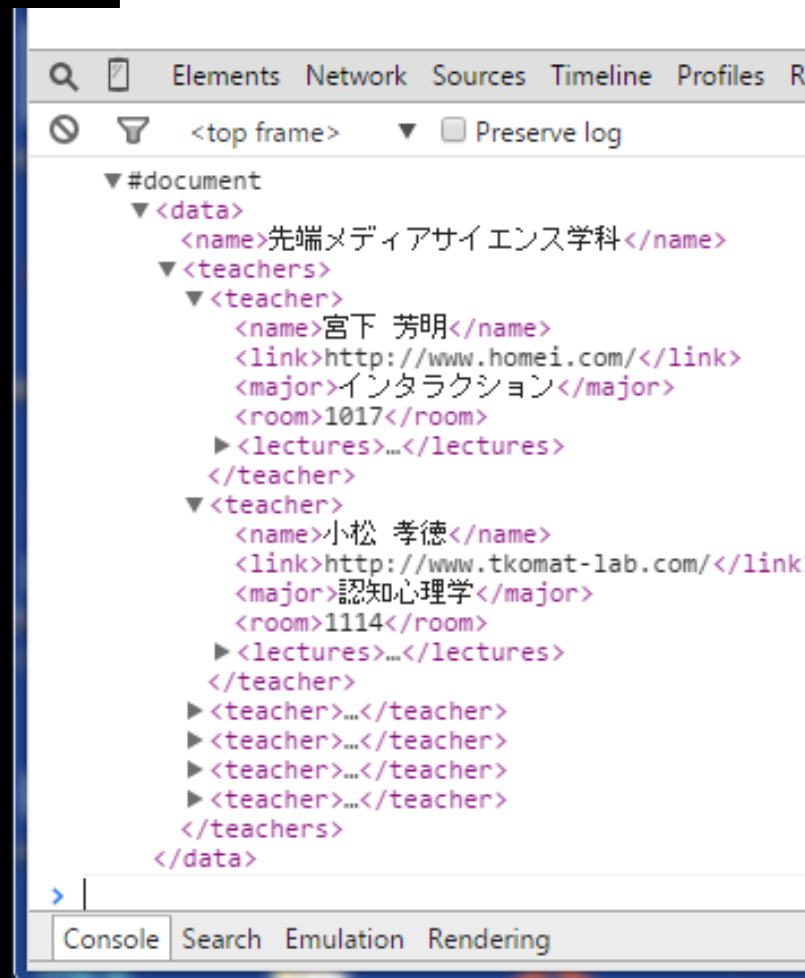 Elements Network Sources Timeline Profiles R
<top frame> ▼ Preserve log
▼#document
▼<data>
<name>先端メディアサイエンス学科</name>
▼<teachers>
▼<teacher>
<name>宮下 芳明</name>
<link>http://www.homei.com/</link>
<major>インタラクション</major>
<room>1017</room>
▶<lectures>…</lectures>
</teacher>
▼<teacher>
<name>小松 孝徳</name>
<link>http://www.tkomat-lab.com/</link
<major>認知心理学</major>
<room>1114</room>
▶<lectures>…</lectures>
</teacher>
▶<teacher>…</teacher>
▶<teacher>…</teacher>
▶<teacher>…</teacher>
▶<teacher>…</teacher>
</teachers>
</data>
>
Console Search Emulation Rendering